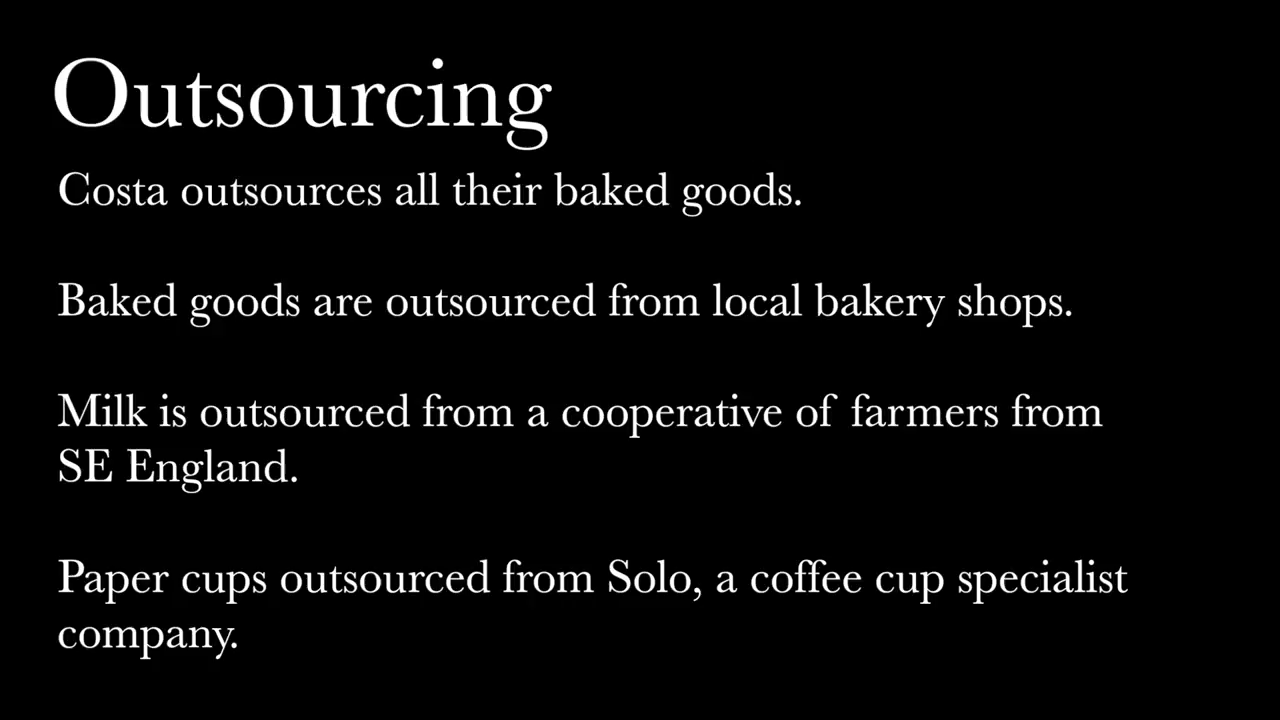 Outsourcing
Costa outsources all their baked goods.
Baked goods are outsourced from local bakery shops.
Milk is outsourced from a cooperative of farmers from
SE England.
Paper cups outsourced from Solo, a coffee cup specialist
company.